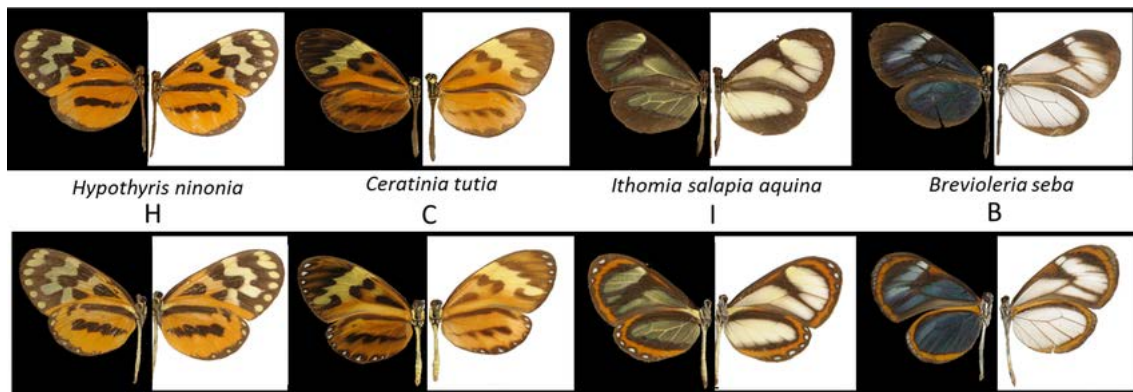 Hypothyris ninonia
Ceratinia tutia
Ithomia salapia aquina
Brevioleria seba
H
C
I
B